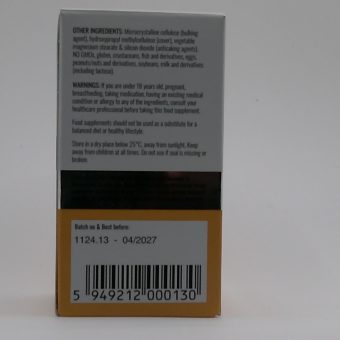 OTHER INGREDIENTS: Microcrystalline cellulose (bulking
agent), hydroxypropyl methylcellulose (cover), vegetable
magnesium stearate & silicon dioxide (anticaking agents).
NO GMOs, gluten, crustaceans, fish and derivatives, eggs,
peanuts/nuts and derivatives, soybeans, milk and derivatives
(including lactose)
WARNINGS: If you are under 18 years old, pregnant,
breastfeeding, taking medication, having an existing medical
condition or allergy to any of the ingredients, consult your
healthcare professional before taking this food supplement.
Food supplements should not be used as a substitute for a
balanced diet or healthy lifestyle.
Store in a dry place below 25°C, away from sunlight. Keep
away from children at all times. Do not use if seal is missing or
broken.
Batch no & Best before
1124.13 - 04/2027
5 949212 000130